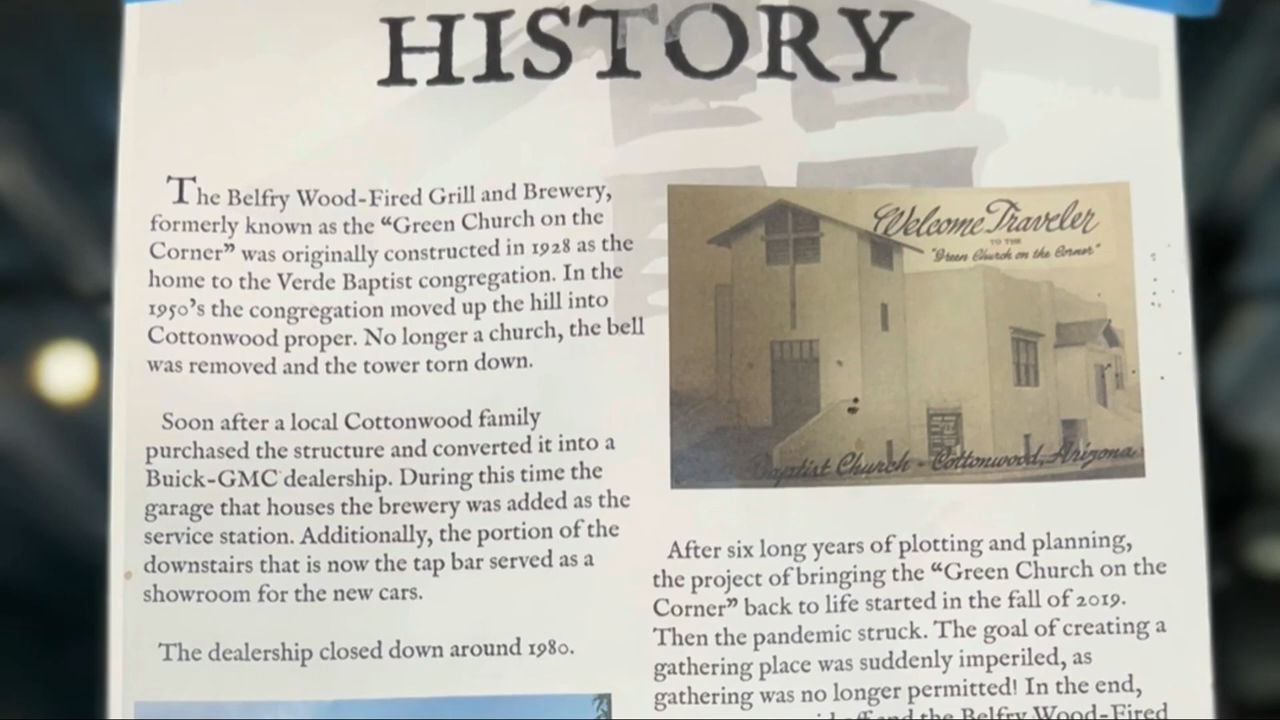 HISTORY
The Belfry Wood-Fired Grill and Brewery,
formerly known as the “Green Church on the
Corner” was originally constructed in 1928 as the
home to the Verde Baptist congregation. In the
1950’s the congregation moved up the hill into
Cottonwood proper. No longer a church, the bell
was removed and the tower torn down.
Soon after a local Cottonwood family
purchased the structure and converted it into a
Buick-GMC dealership. During this time the
garage that houses the brewery was added as the
service station. Additionally, the portion of the
downstairs that is now the tap bar served as a
showroom for the new cars.
The dealership closed down around 1980.
Welcome Traveler
TO THE
"Green Church on the Corner"
Baptist Church - Cottonwood, Arizona
After six long years of plotting and planning,
the project of bringing the “Green Church on the
Corner” back to life started in the fall of 2019.
Then the pandemic struck. The goal of creating a
gathering place was suddenly imperiled, as
gathering was no longer permitted! In the end,
and the Belfry Wood-Fired